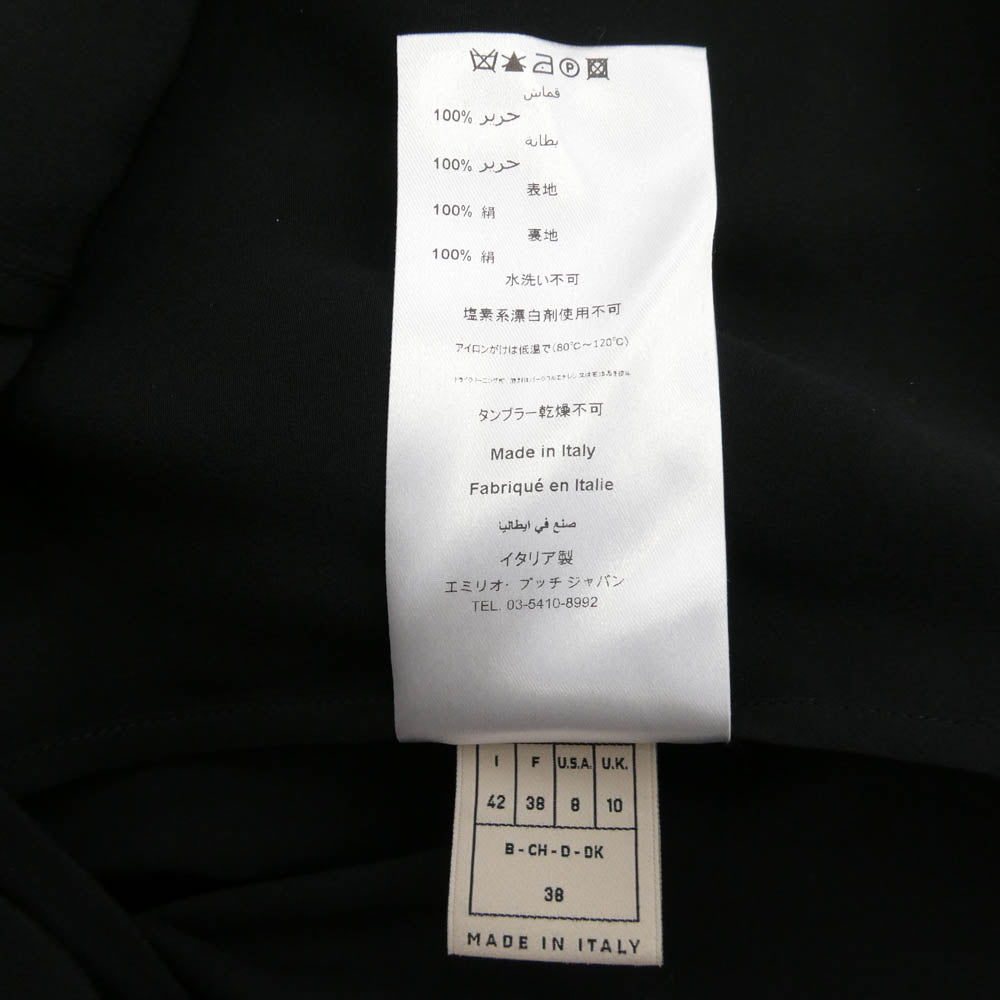 قماش
100% حرير
بطانة
100% حرير
表地
100% 絹
裏地
100% 絹
水洗い不可
塩素系漂白剤使用不可
アイロンがけは低温で(80℃~120℃)
タンブラー乾燥不可
Made in Italy
Fabriqué en Italie
صنع في ايطاليا
イタリア製
エミリオ・プッチ ジャパン
TEL. 03-5410-8992
I F U.S.A. U.K.
42 38 8 10
B - CH - D - DK
38
MADE IN ITALY